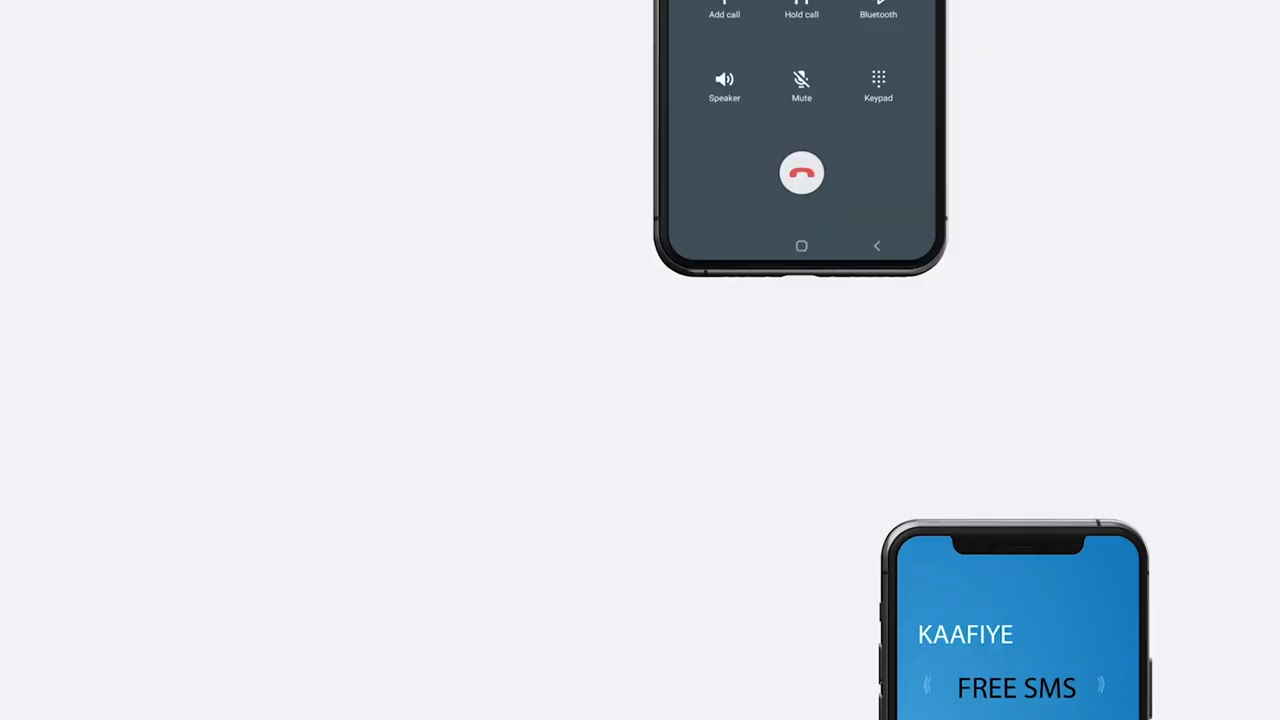 Add call Hold call Bluetooth
Speaker Mute Keypad
KAAFIYE
FREE SMS